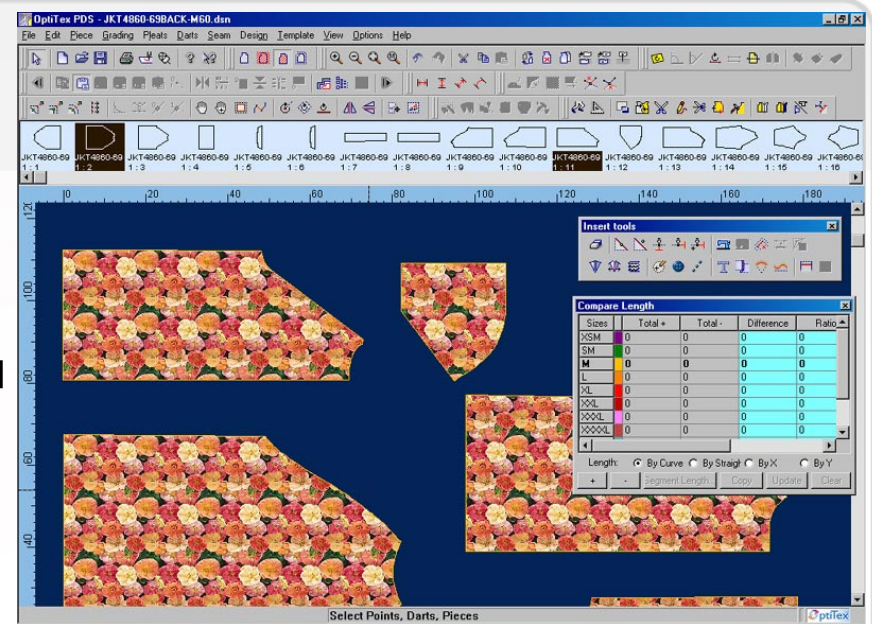 OptiTex PDS - JKT4860-69BACK-M60.dsn
File Edit Piece Grading Pleats Darts Seam Design Template View Options Help
JKT4860-69 JKT4860-69 JKT4860-69 JKT4860-69 JKT4860-69 JKT4860-69 JKT4860-69 JKT4860-69 JKT4860-69 JKT4860-69 JKT4860-69 JKT4860-69 JKT4860-69 JKT4860-69 JKT4860-69 JKT4860-6
1 : 1 1 : 2 1 : 3 1 : 4 1 : 5 1 : 6 1 : 7 1 : 8 1 : 9 1 : 10 1 : 11 1 : 12 1 : 13 1 : 14 1 : 15 1 : 16
0 20 40 60 80 100 120 140 160 180
120
100
80
60
40
Insert tools
Compare Length
Sizes Total + Total - Difference Ratio
XSM 0 0 0 0
SM 0 0 0 0
M 0 0 0 0
L 0 0 0 0
XL 0 0 0 0
XXL 0 0 0 0
XXXL 0 0 0 0
XXXXL 0 0 0 0
Length: By Curve By Straigh By X By Y
+ - Segment Length Copy Update Clear
Select Points, Darts, Pieces
OptiTex